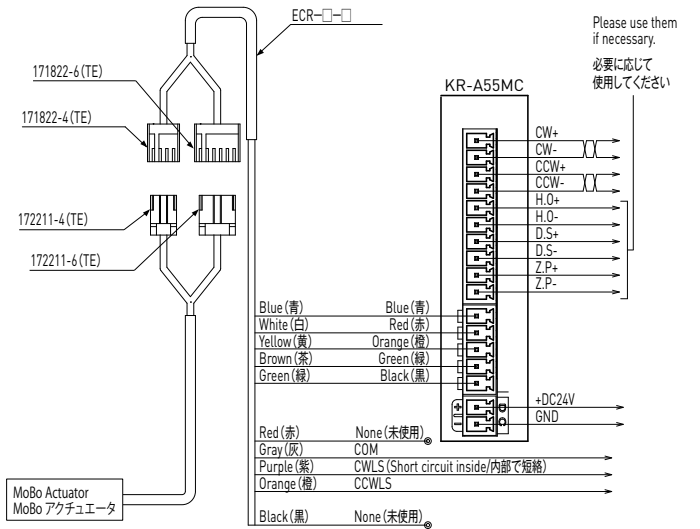 ECR-□-□
Please use them
if necessary.
必要に応じて
使用してください
171822-6(TE)
171822-4(TE)
172211-4(TE)
172211-6(TE)
KR-A55MC
CW+
CW-
CCW+
CCW-
H.O+
H.O-
D.S+
D.S-
Z.P+
Z.P-
Blue(青) Blue(青)
White(白) Red(赤)
Yellow(黄) Orange(橙)
Brown(茶) Green(緑)
Green(緑) Black(黒)
+ D
- C
+DC24V
GND
Red(赤) None(未使用)
Gray(灰) COM
Purple(紫) CWLS(Short circuit inside/内部で短絡)
Orange(橙) CCWLS
Black(黒) None(未使用)
MoBo Actuator
MoBo アクチュエータ